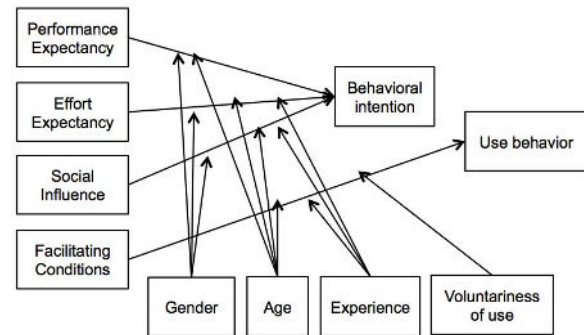 Performance
Expectancy
Effort
Expectancy
Social
Influence
Facilitating
Conditions
Behavioral
intention
Use behavior
Gender
Age
Experience
Voluntariness
of use